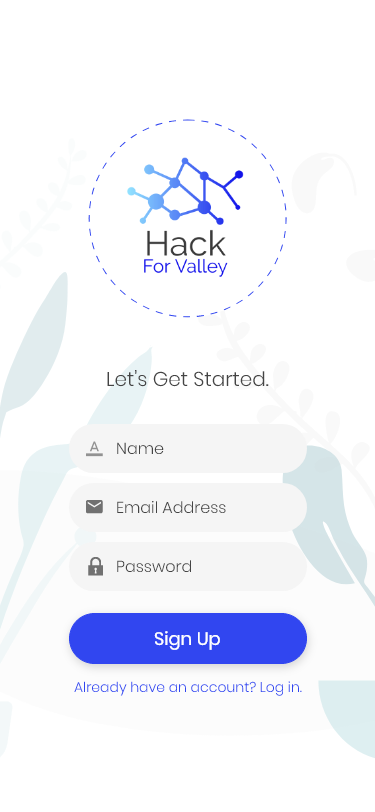 Hack
For Valley
Let's Get Started.
Name
Email Address
Password
Sign Up
Already have an account? Log in.